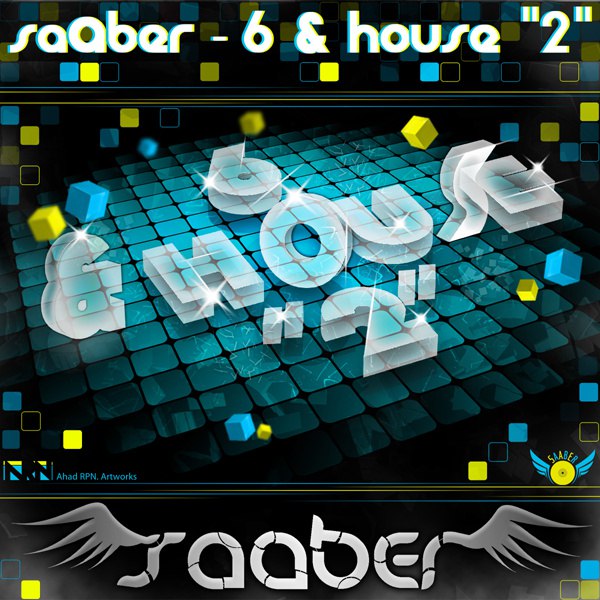 saaber - 6 & house "2"
6
& HOUSE
"2"
Ahad RPN. Artworks
SAABER
saaber